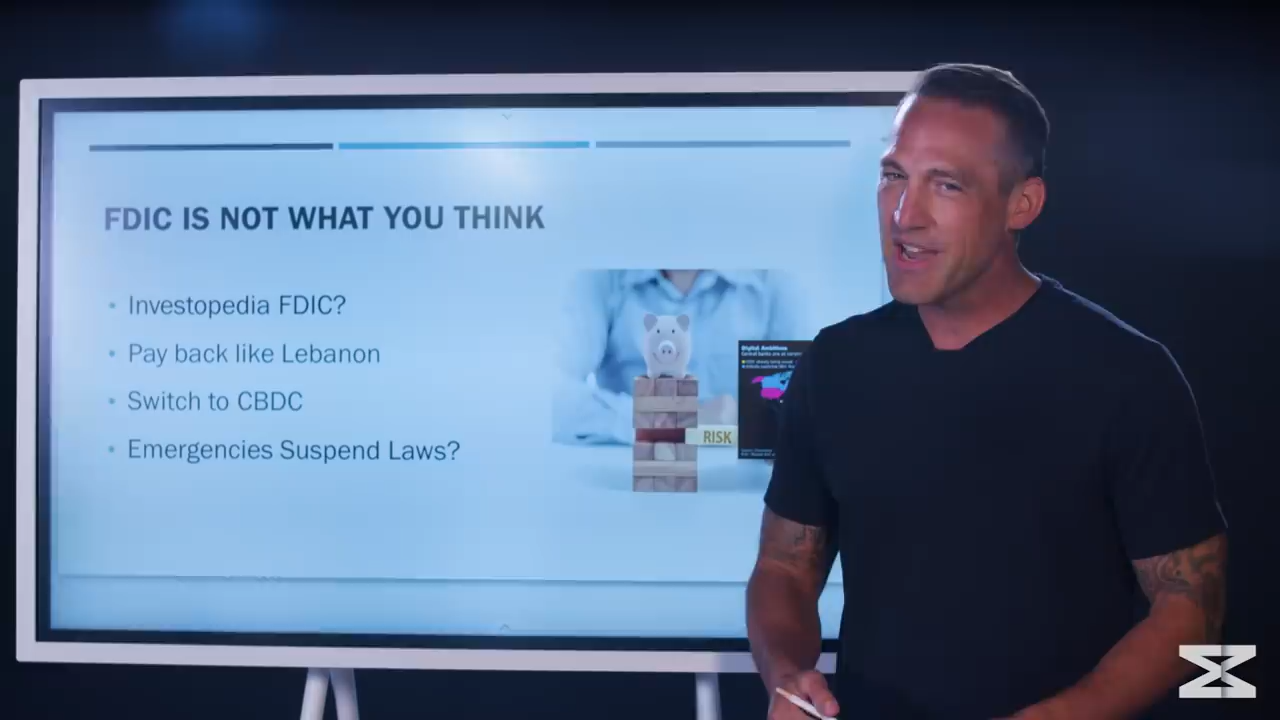 FDIC IS NOT WHAT YOU THINK
Investopedia FDIC?
Pay back like Lebanon
Switch to CBDC
Emergencies Suspend Laws?
RISK
Digital Ambitions